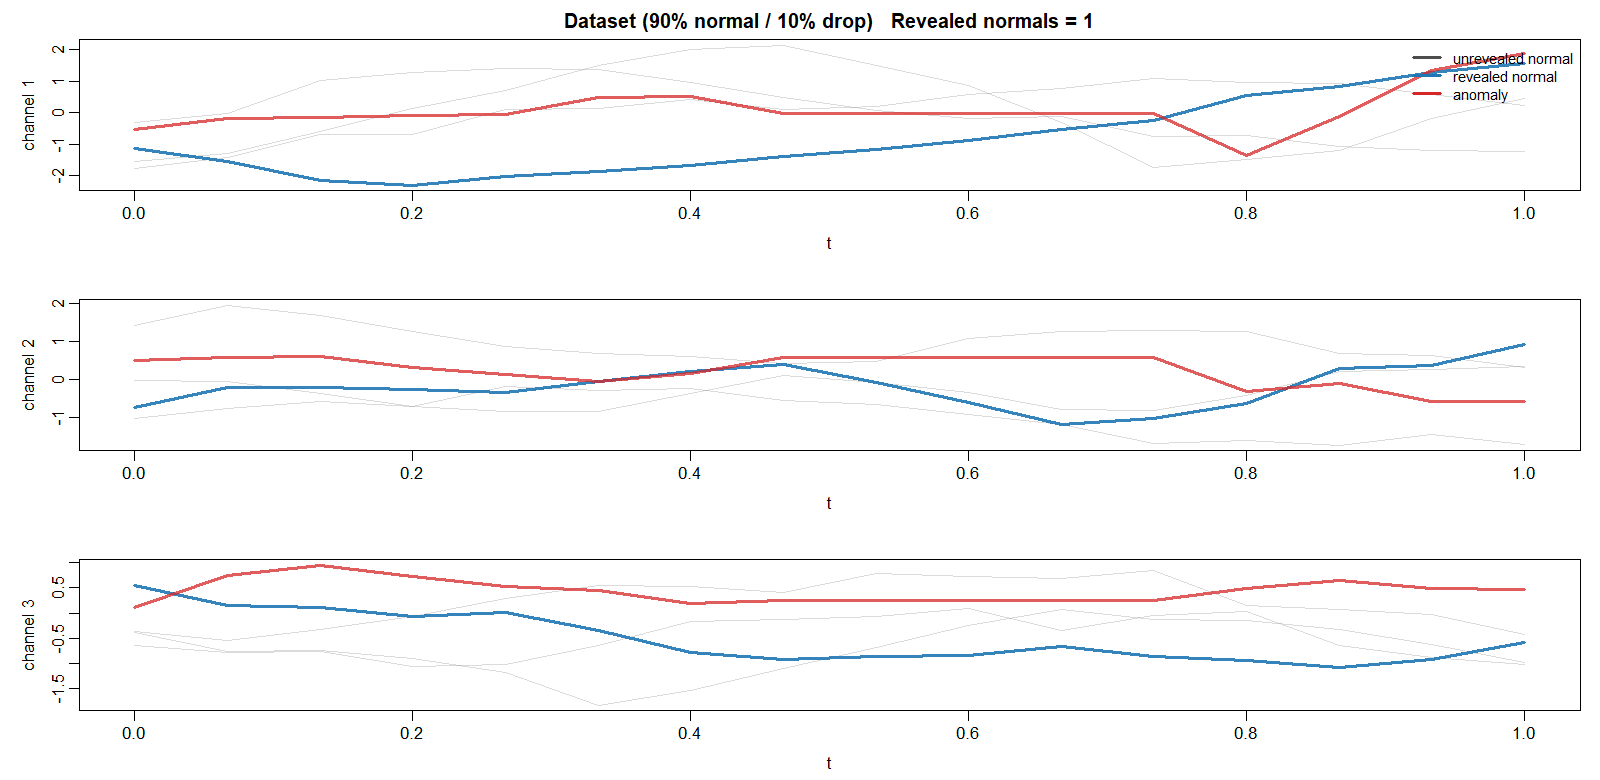 Dataset (90% normal / 10% drop)   Revealed normals = 1
channel 1
2
1
0
-1
-2
unrevealed normal
revealed normal
anomaly
0.0 0.2 0.4 0.6 0.8 1.0
t
channel 2
2
1
0
-1
0.0 0.2 0.4 0.6 0.8 1.0
t
channel 3
0.5
-0.5
-1.5
0.0 0.2 0.4 0.6 0.8 1.0
t